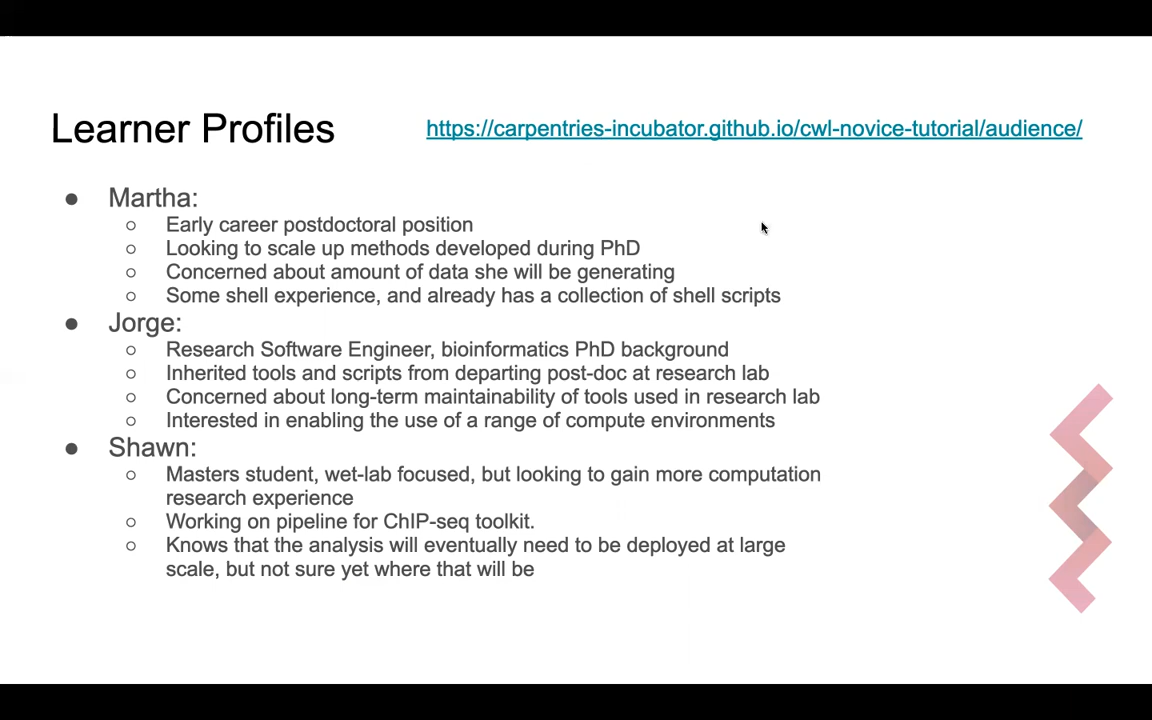 Learner Profiles
https://carpentries-incubator.github.io/cwl-novice-tutorial/audience/
● Martha:
○ Early career postdoctoral position
○ Looking to scale up methods developed during PhD
○ Concerned about amount of data she will be generating
○ Some shell experience, and already has a collection of shell scripts
● Jorge:
○ Research Software Engineer, bioinformatics PhD background
○ Inherited tools and scripts from departing post-doc at research lab
○ Concerned about long-term maintainability of tools used in research lab
○ Interested in enabling the use of a range of compute environments
● Shawn:
○ Masters student, wet-lab focused, but looking to gain more computation
research experience
○ Working on pipeline for ChIP-seq toolkit.
○ Knows that the analysis will eventually need to be deployed at large
scale, but not sure yet where that will be